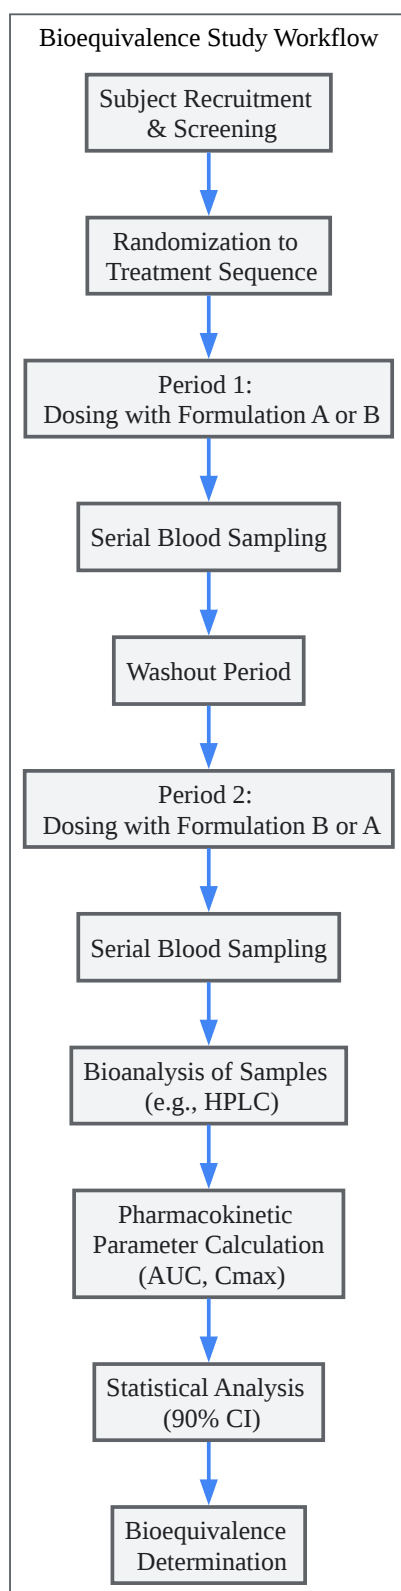 Bioequivalence Study Workflow
Subject Recruitment
& Screening
Randomization to
Treatment Sequence
Period 1:
Dosing with Formulation A or B
Serial Blood Sampling
Washout Period
Period 2:
Dosing with Formulation B or A
Serial Blood Sampling
Bioanalysis of Samples
(e.g., HPLC)
Pharmacokinetic
Parameter Calculation
(AUC, Cmax)
Statistical Analysis
(90% CI)
Bioequivalence
Determination